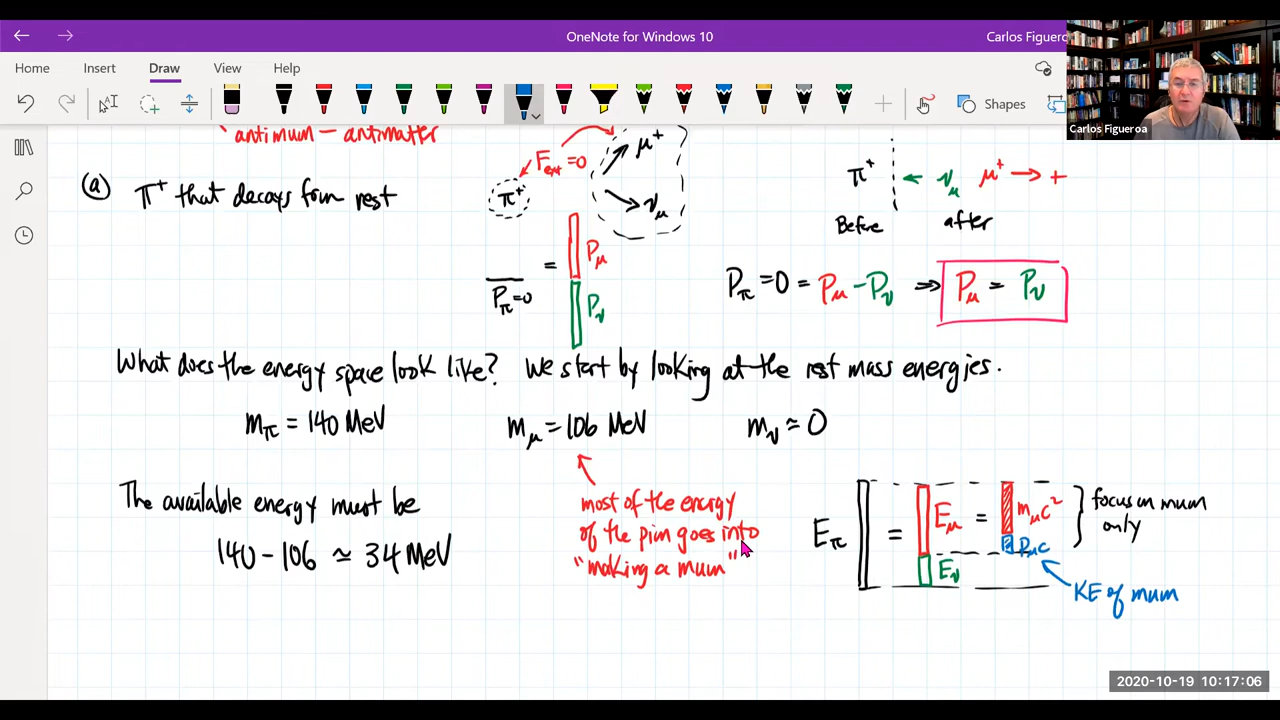 OneNote for Windows 10
Carlos Figuero
Home Insert Draw View Help
Shapes
Carlos Figueroa
"antimum — antimatter
(a) π⁺ that decays from rest
F_ext = 0
π⁺
μ⁺
ν_μ
π⁺ ← ν_μ μ⁺ → +
Before after
P_π = 0 = P_μ P_ν
P_π = 0 = P_μ - P_ν ⇒ P_μ = P_ν
What does the energy space look like? We start by looking at the rest mass energies.
m_π = 140 MeV m_μ = 106 MeV m_ν ≃ 0
The available energy must be
140 - 106 ≃ 34 MeV
most of the energy
of the pion goes into
"making a muon"
E_π = E_μ = m_μc²
E_ν P_μc
focus on muon
only
KE of muon
2020-10-19 10:17:06